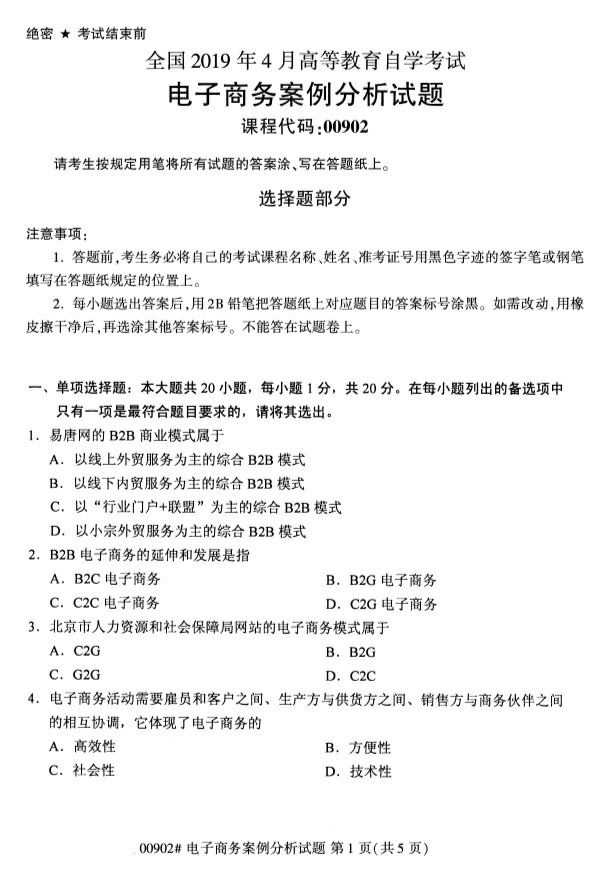 绝密 ★ 考试结束前
全国 2019 年 4 月高等教育自学考试
电子商务案例分析试题
课程代码:00902
请考生按规定用笔将所有试题的答案涂、写在答题纸上。
选择题部分
注意事项:
1. 答题前,考生务必将自己的考试课程名称、姓名、准考证号用黑色字迹的签字笔或钢笔
填写在答题纸规定的位置上。
2. 每小题选出答案后,用 2B 铅笔把答题纸上对应题目的答案标号涂黑。如需改动,用橡
皮擦干净后,再选涂其他答案标号。不能答在试题卷上。
一、单项选择题：本大题共 20 小题，每小题 1 分，共 20 分。在每小题列出的备选项中
只有一项是最符合题目要求的，请将其选出。
1．易唐网的 B2B 商业模式属于
A．以线上外贸服务为主的综合 B2B 模式
B．以线下内贸服务为主的综合 B2B 模式
C．以“行业门户+联盟”为主的综合 B2B 模式
D．以小宗外贸服务为主的综合 B2B 模式
2．B2B 电子商务的延伸和发展是指
A．B2C 电子商务 B．B2G 电子商务
C．C2C 电子商务 D．C2G 电子商务
3．北京市人力资源和社会保障局网站的电子商务模式属于
A．C2G B．B2G
C．G2G D．C2C
4．电子商务活动需要雇员和客户之间、生产方与供货方之间、销售方与商务伙伴之间
的相互协调，它体现了电子商务的
A．高效性 B．方便性
C．社会性 D．技术性
00902# 电子商务案例分析试题 第 1 页(共 5 页)